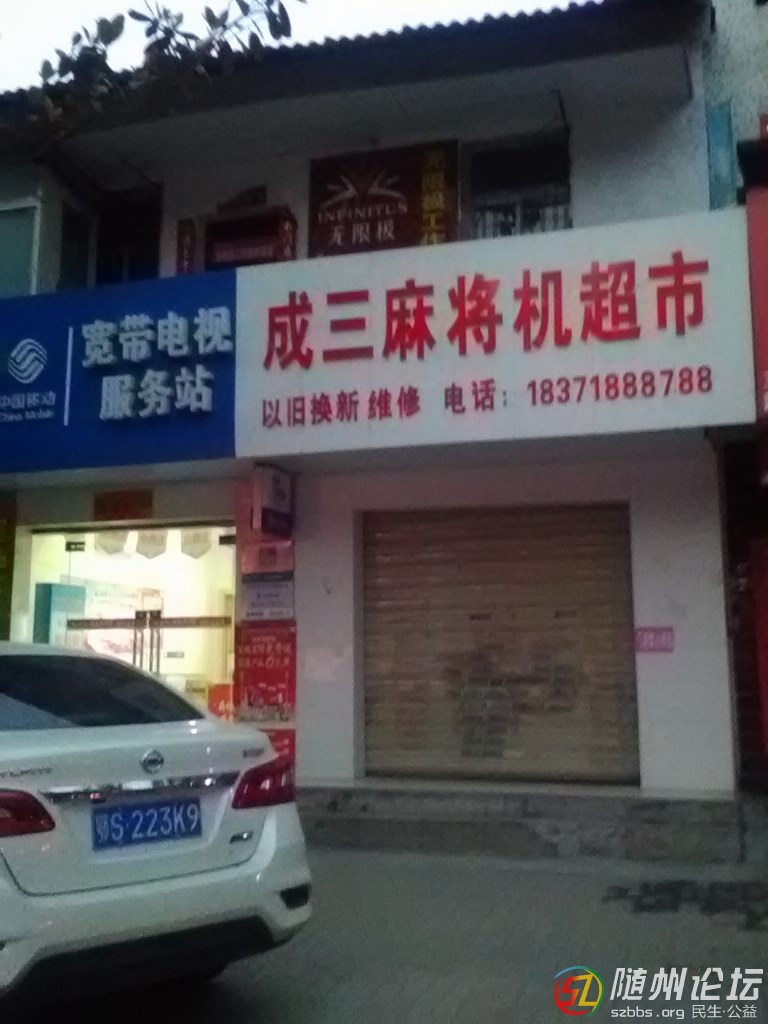 INFINITUS
无限极
成三麻将机超市
以旧换新 维修 电话：18371888788
中国移动
China Mobile
宽带电视
服务站
鄂S·223K9
随州论坛
szbbs.org 民生·公益